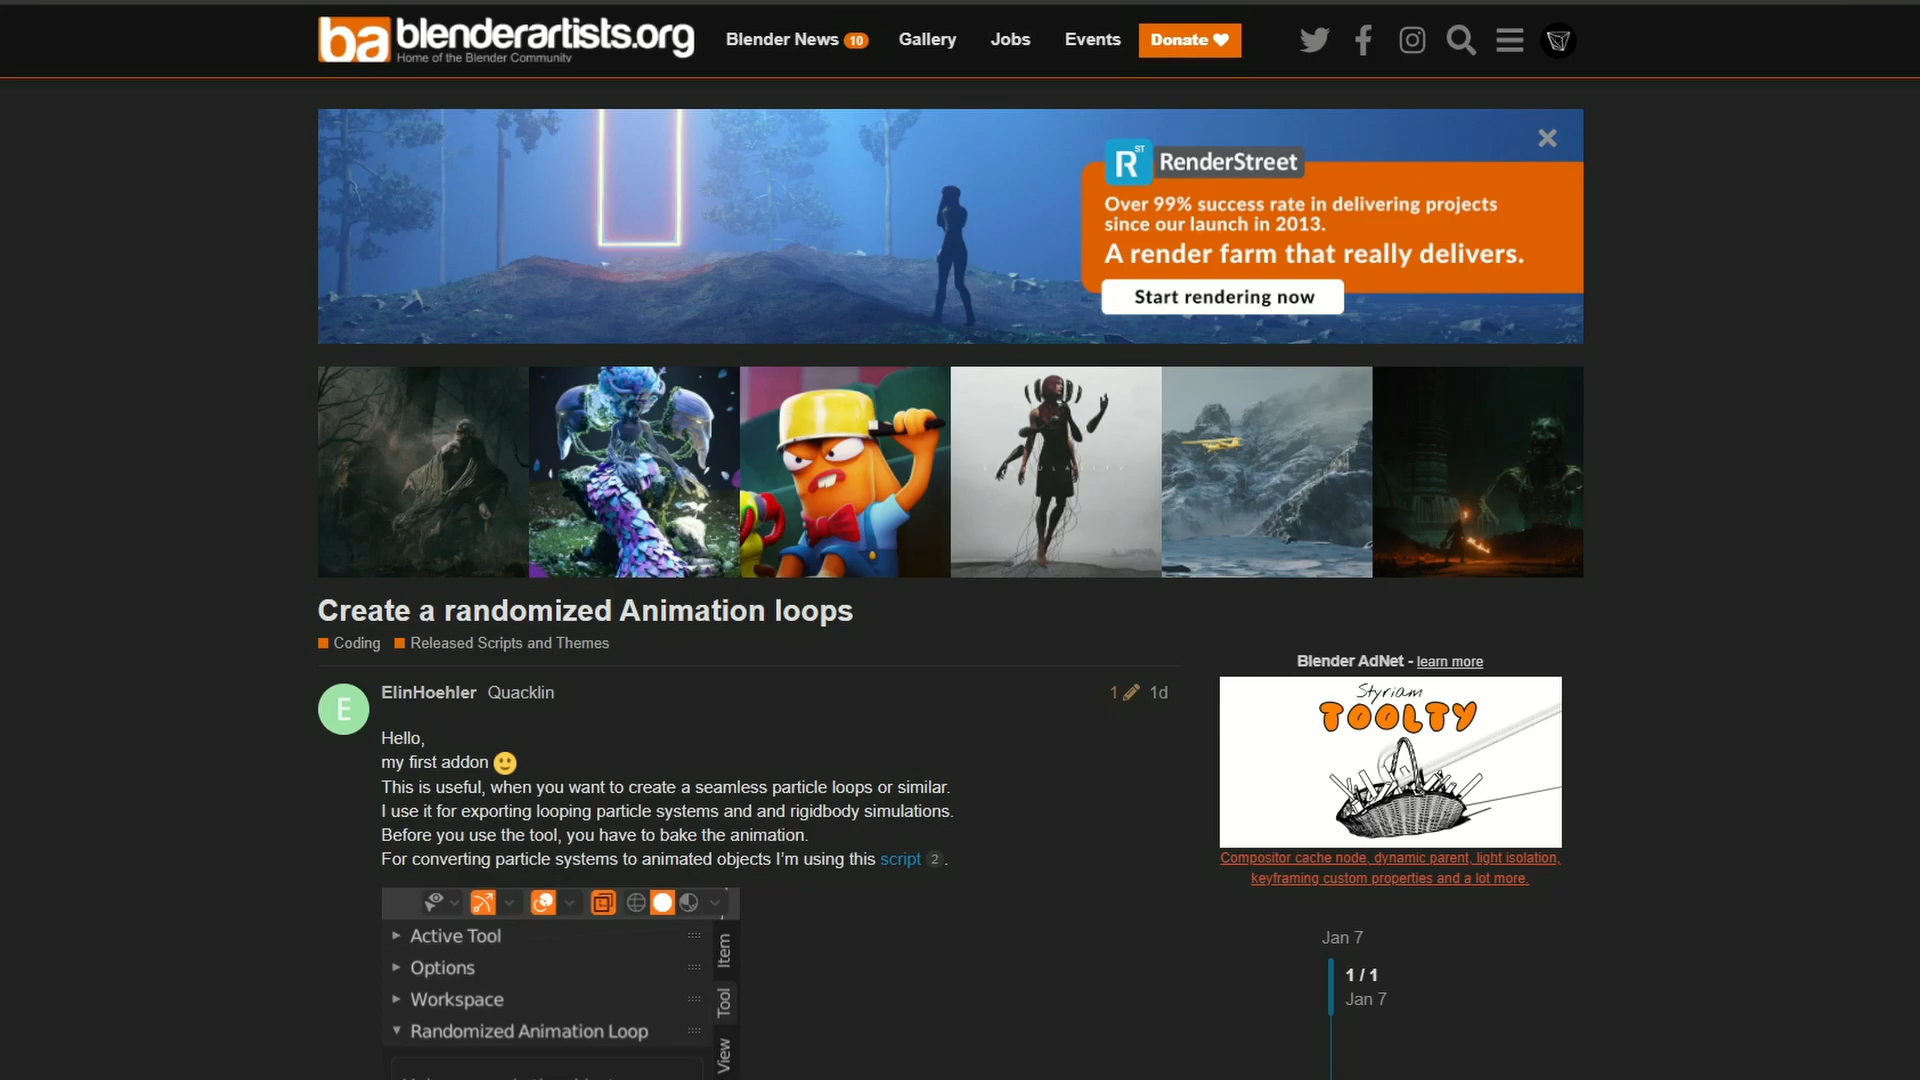 ba blenderartists.org
Home of the Blender Community
Blender News 10
Gallery
Jobs
Events
Donate
R ST RenderStreet
Over 99% success rate in delivering projects
since our launch in 2013.
A render farm that really delivers.
Start rendering now
Create a randomized Animation loops
Coding
Released Scripts and Themes
E
ElinHoehler Quacklin
1
1d
Hello,
my first addon
This is useful, when you want to create a seamless particle loops or similar.
I use it for exporting looping particle systems and and rigidbody simulations.
Before you use the tool, you have to bake the animation.
For converting particle systems to animated objects I'm using this script 2 .
Active Tool
Options
Workspace
Randomized Animation Loop
Item
Tool
View
Blender AdNet - learn more
Styriam
TOOLTY
Compositor cache node, dynamic parent, light isolation,
keyframing custom properties and a lot more.
Jan 7
1 / 1
Jan 7